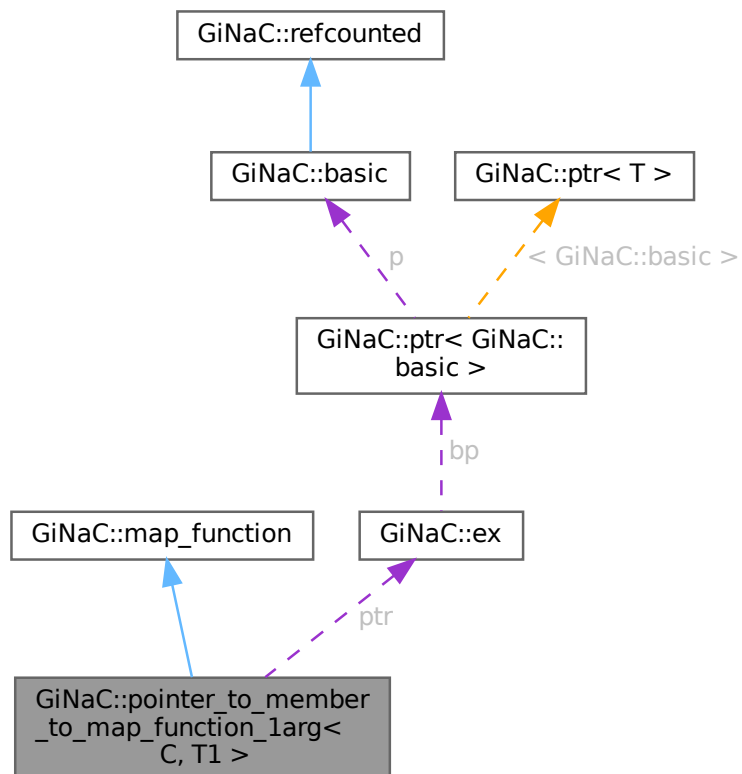 GiNaC::refcounted
GiNaC::basic
GiNaC::ptr< T >
p
< GiNaC::basic >
GiNaC::ptr< GiNaC::
basic >
bp
GiNaC::map_function
GiNaC::ex
ptr
GiNaC::pointer_to_member
_to_map_function_1arg<
C, T1 >